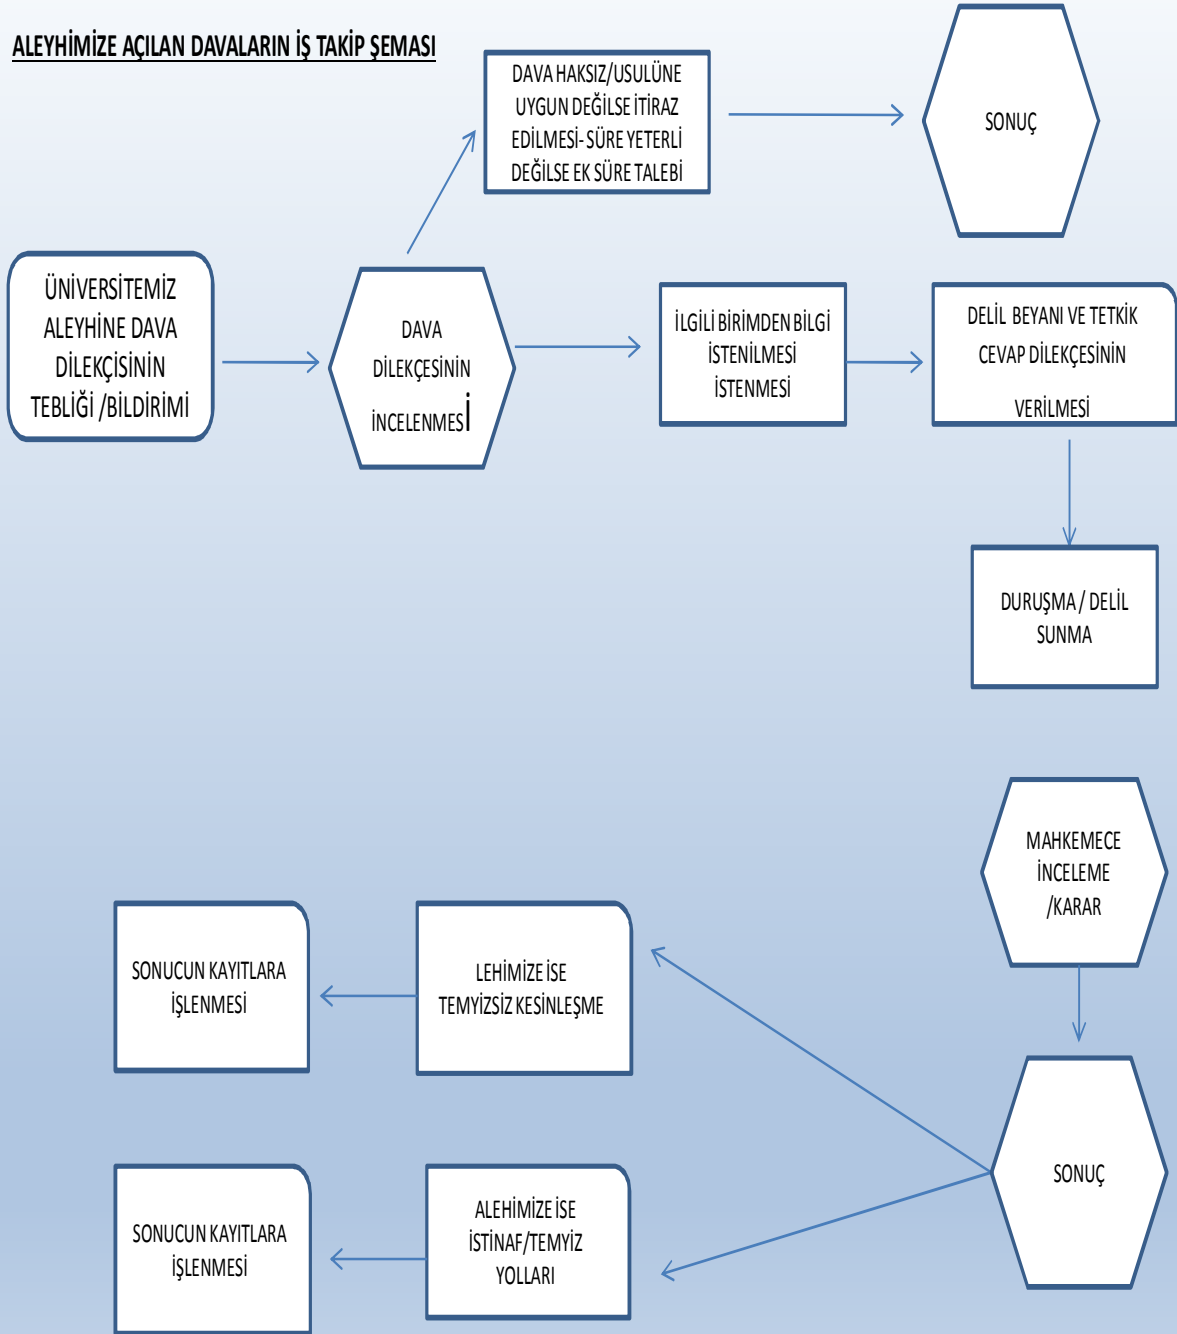 ALEYHİMİZE AÇILAN DAVALARIN İŞ TAKİP ŞEMASI
DAVA HAKSIZ/USULÜNE
UYGUN DEĞİLSE İTİRAZ
EDİLMESİ- SÜRE YETERLİ
DEĞİLSE EK SÜRE TALEBİ
SONUÇ
ÜNİVERSİTEMİZ
ALEYHİNE DAVA
DİLEKÇİSİNİN
TEBLİĞİ /BİLDİRİMİ
DAVA
DİLEKÇESİNİN
İNCELENMESİ
İLGİLİ BİRİMDEN BİLGİ
İSTENİLMESİ
İSTENMESİ
DELİL BEYANI VE TETKİK
CEVAP DİLEKÇESİNİN
VERİLMESİ
DURUŞMA / DELİL
SUNMA
MAHKEMECE
İNCELEME
/KARAR
SONUCUN KAYITLARA
İŞLENMESİ
LEHİMİZE İSE
TEMYİZSİZ KESİNLEŞME
SONUÇ
SONUCUN KAYITLARA
İŞLENMESİ
ALEHİMİZE İSE
İSTİNAF/TEMYİZ
YOLLARI